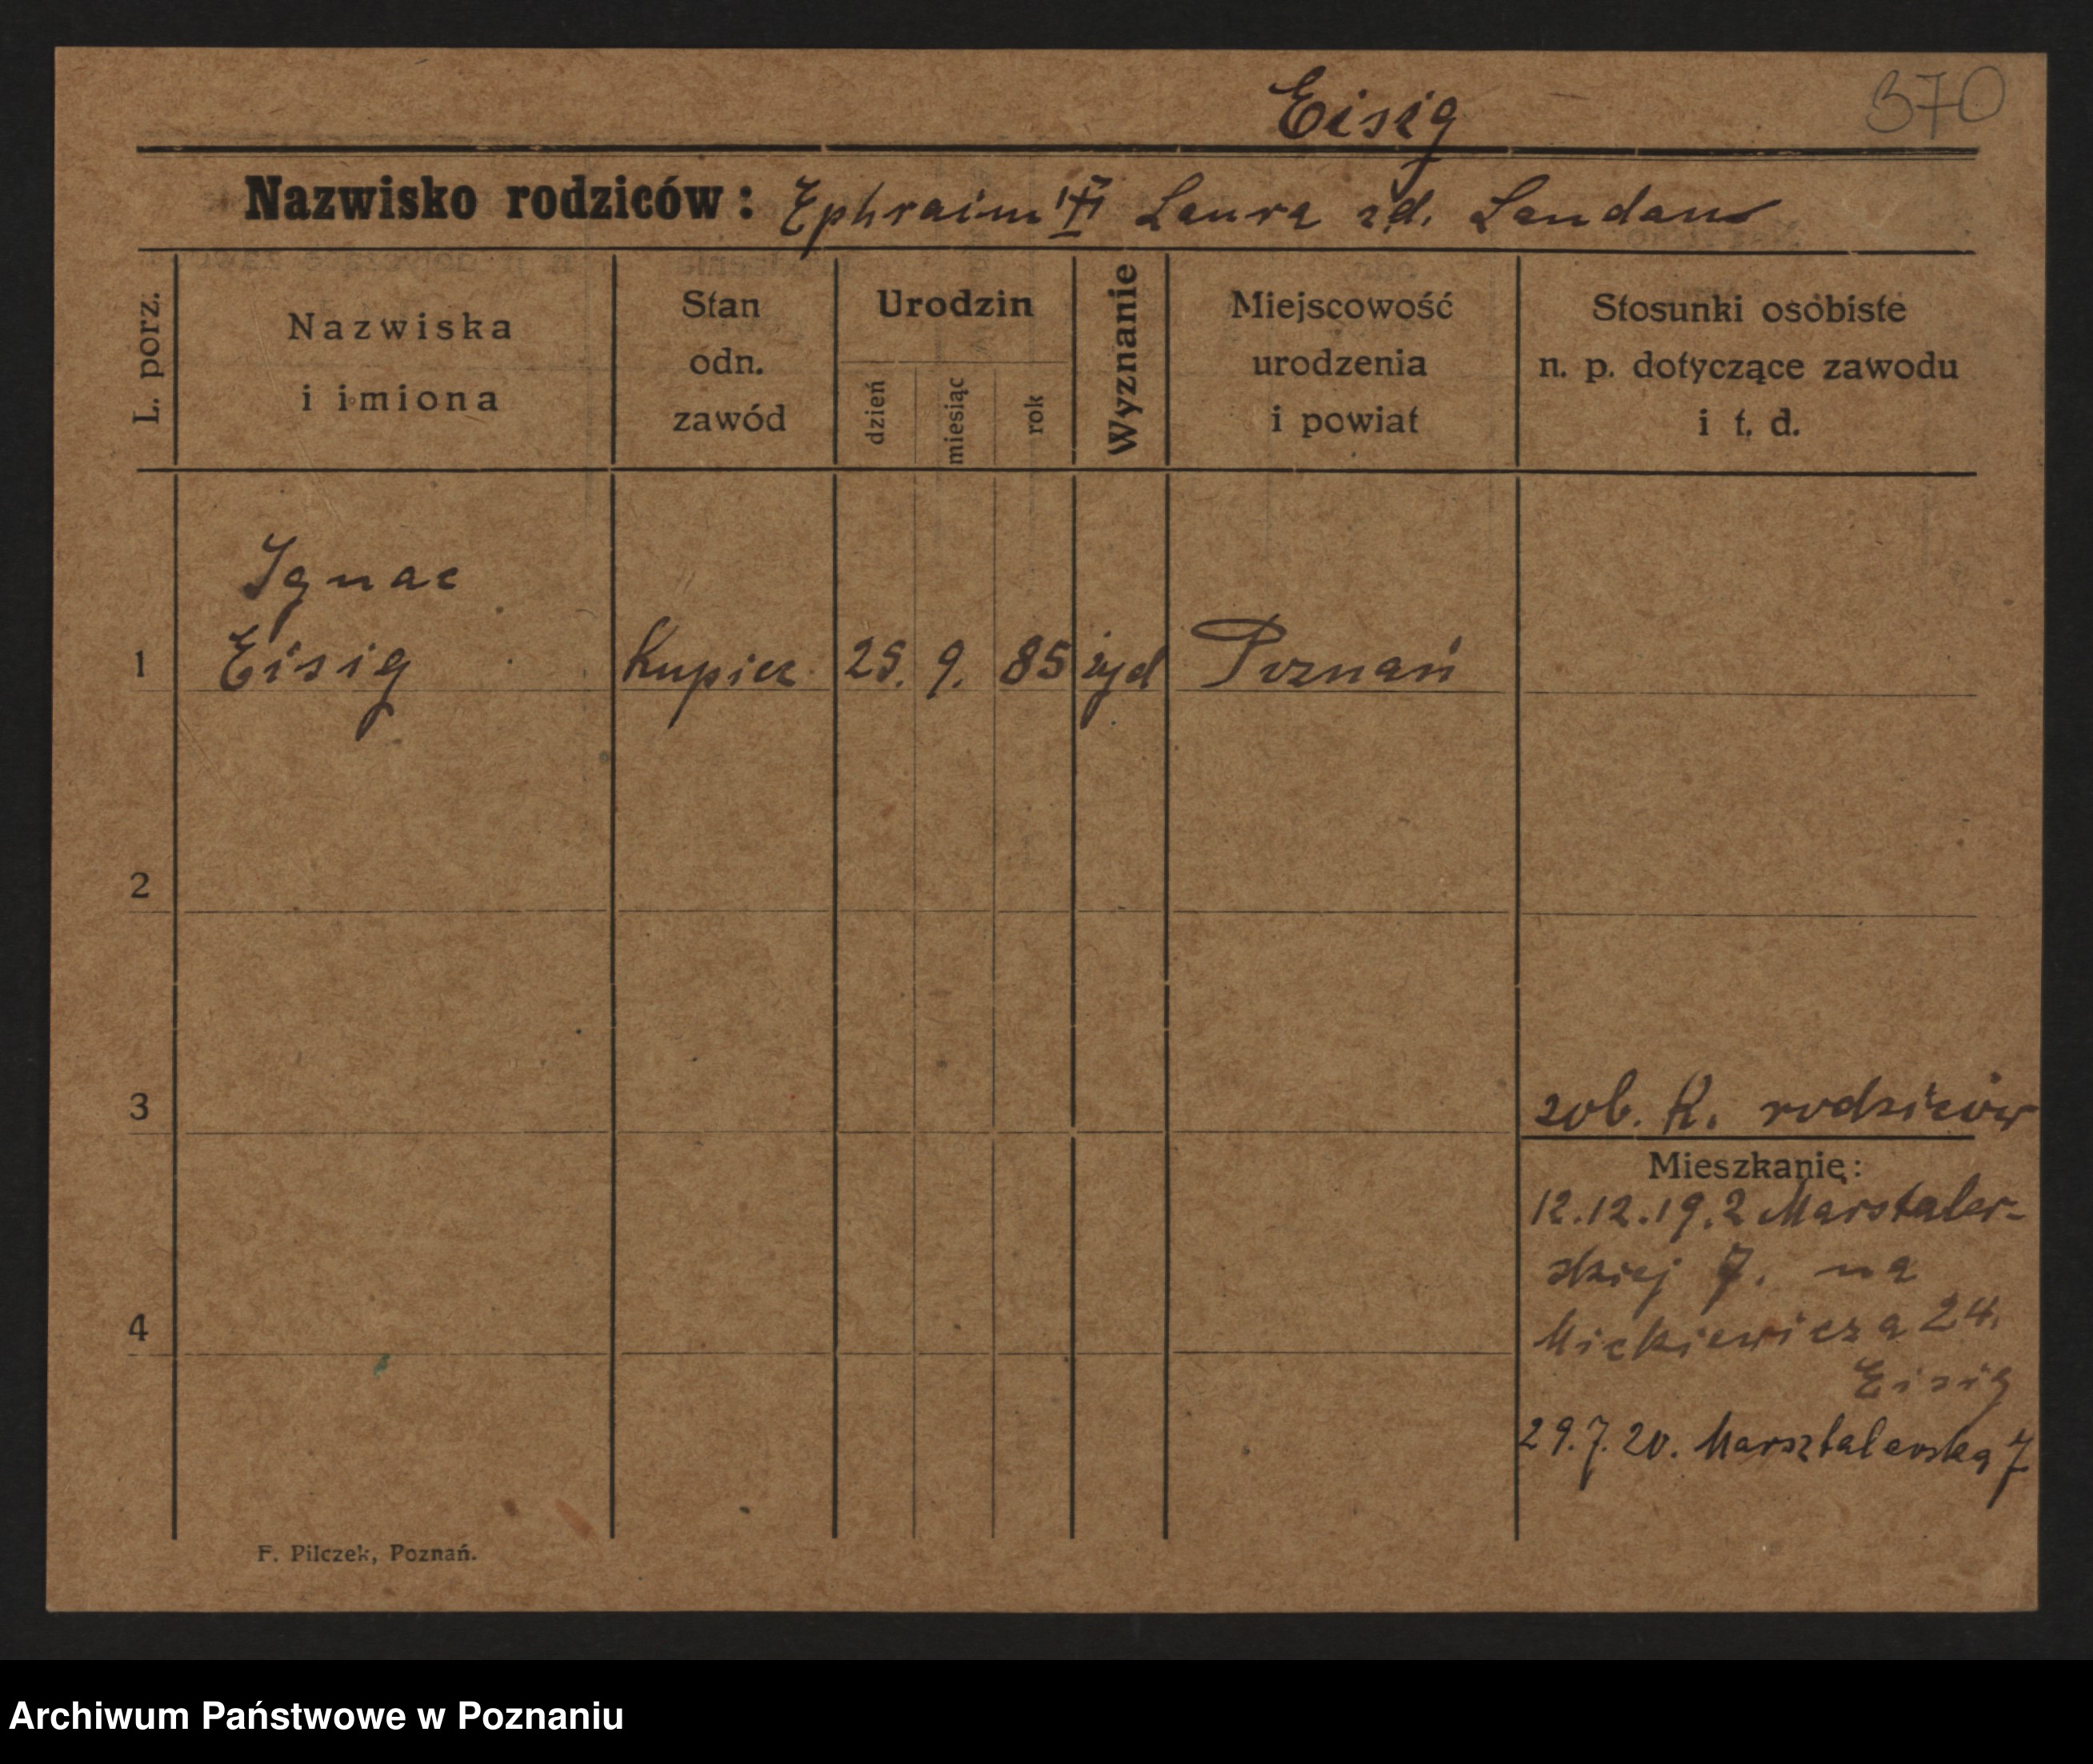 Eisig
370
Nazwisko rodziców: Ephraim i Laura zd. Landau
L. porz.
Nazwiska
i imiona
Stan
odn.
zawód
Urodzin
dzień
miesiąc
rok
Wyznanie
Miejscowość
urodzenia
i powiat
Stosunki osobiste
n. p. dotyczące zawodu
i t. d.
Ignac
1 Eisig Kupiec 25. 9. 85 żyd Poznań
2
3
zob. K. rodziców
Mieszkanie:
12.12.19. z Marstaler-
skiej 7. na
Mickiewicza 24.
Eisig
4
29.7.20. Marsztalerska 7
F. Pilczek, Poznań.
Archiwum Państwowe w Poznaniu